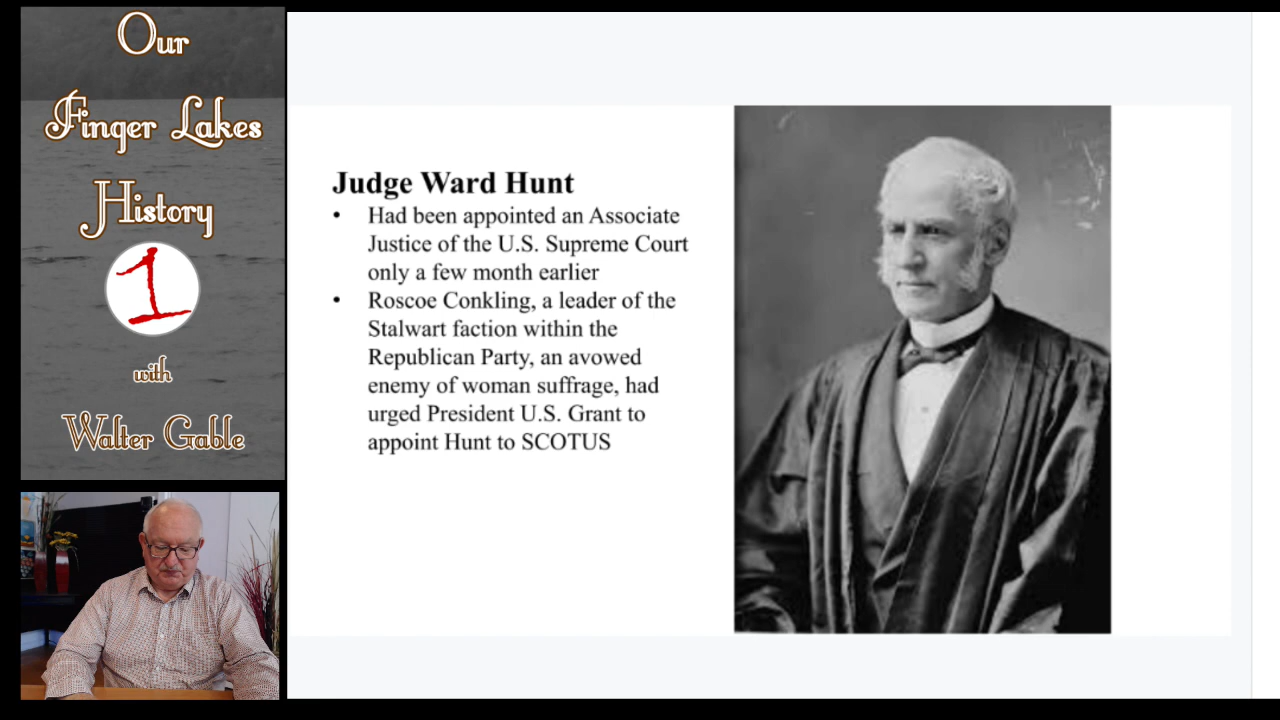 Our
Finger Lakes
History
1
with
Walter Gable
Judge Ward Hunt
• Had been appointed an Associate
Justice of the U.S. Supreme Court
only a few month earlier
• Roscoe Conkling, a leader of the
Stalwart faction within the
Republican Party, an avowed
enemy of woman suffrage, had
urged President U.S. Grant to
appoint Hunt to SCOTUS